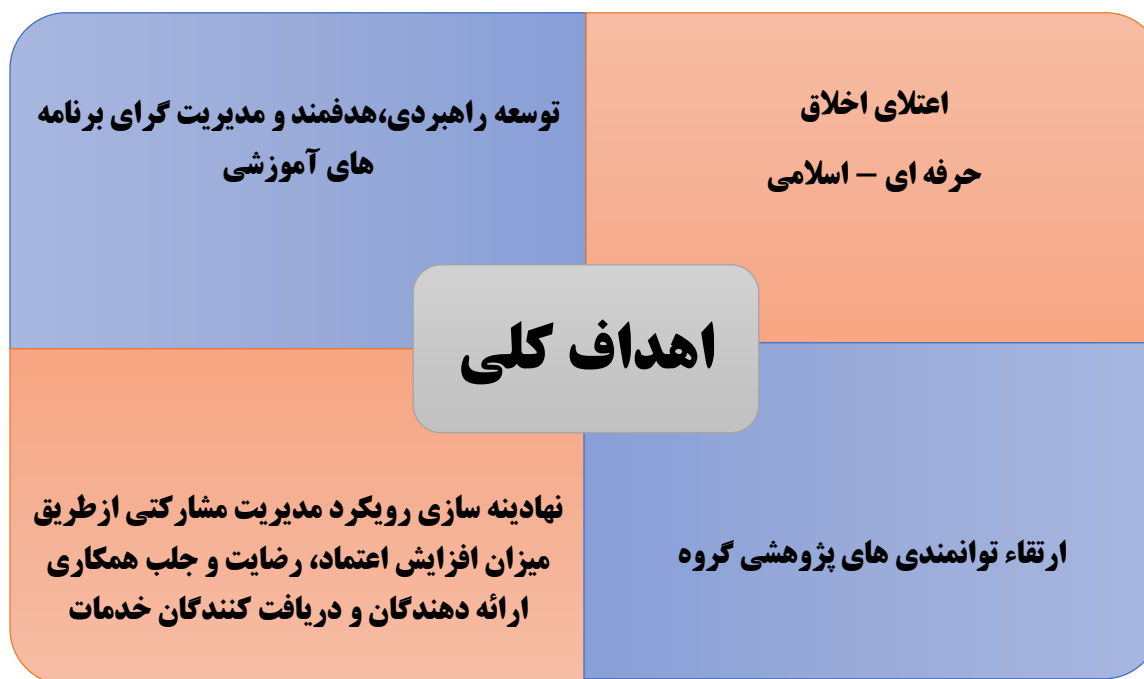 اعتلای اخلاق
حرفه ای – اسلامی
توسعه راهبردی،هدفمند و مدیریت گرای برنامه
های آموزشی
اهداف کلی
ارتقاء توانمندی های پژوهشی گروه
نهادینه سازی رویکرد مدیریت مشارکتی ازطریق
میزان افزایش اعتماد، رضایت و جلب همکاری
ارائه دهندگان و دریافت کنندگان خدمات